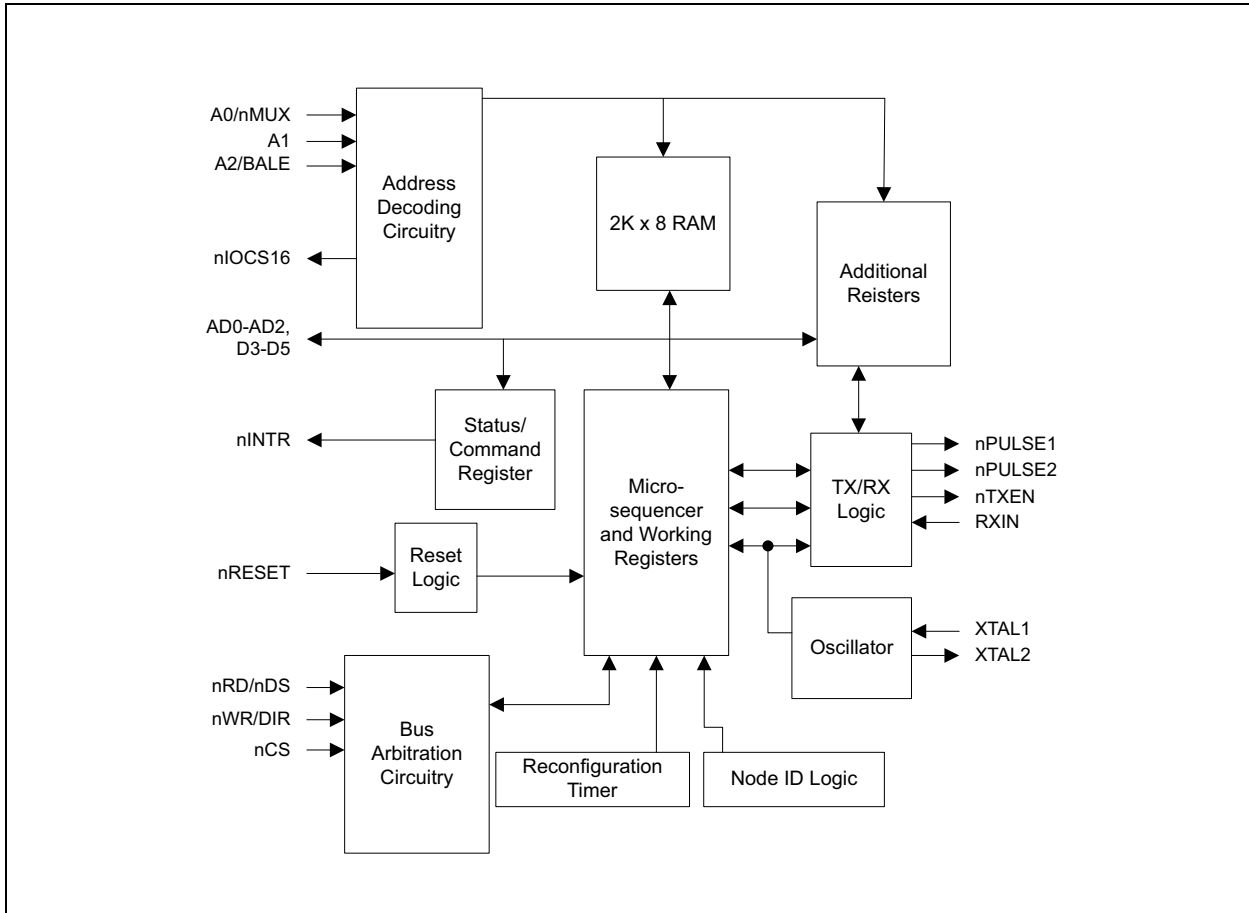 A0/nMUX
A1
A2/BALE
nIOCS16
AD0-AD2,
D3-D5
nINTR
nRESET
nRD/nDS
nWR/DIR
nCS
Address
Decoding
Circuitry
2K x 8 RAM
Additional
Reisters
Status/
Command
Register
Micro-
sequencer
and Working
Registers
TX/RX
Logic
nPULSE1
nPULSE2
nTXEN
RXIN
Reset
Logic
Oscillator
XTAL1
XTAL2
Bus
Arbitration
Circuitry
Reconfiguration
Timer
Node ID Logic